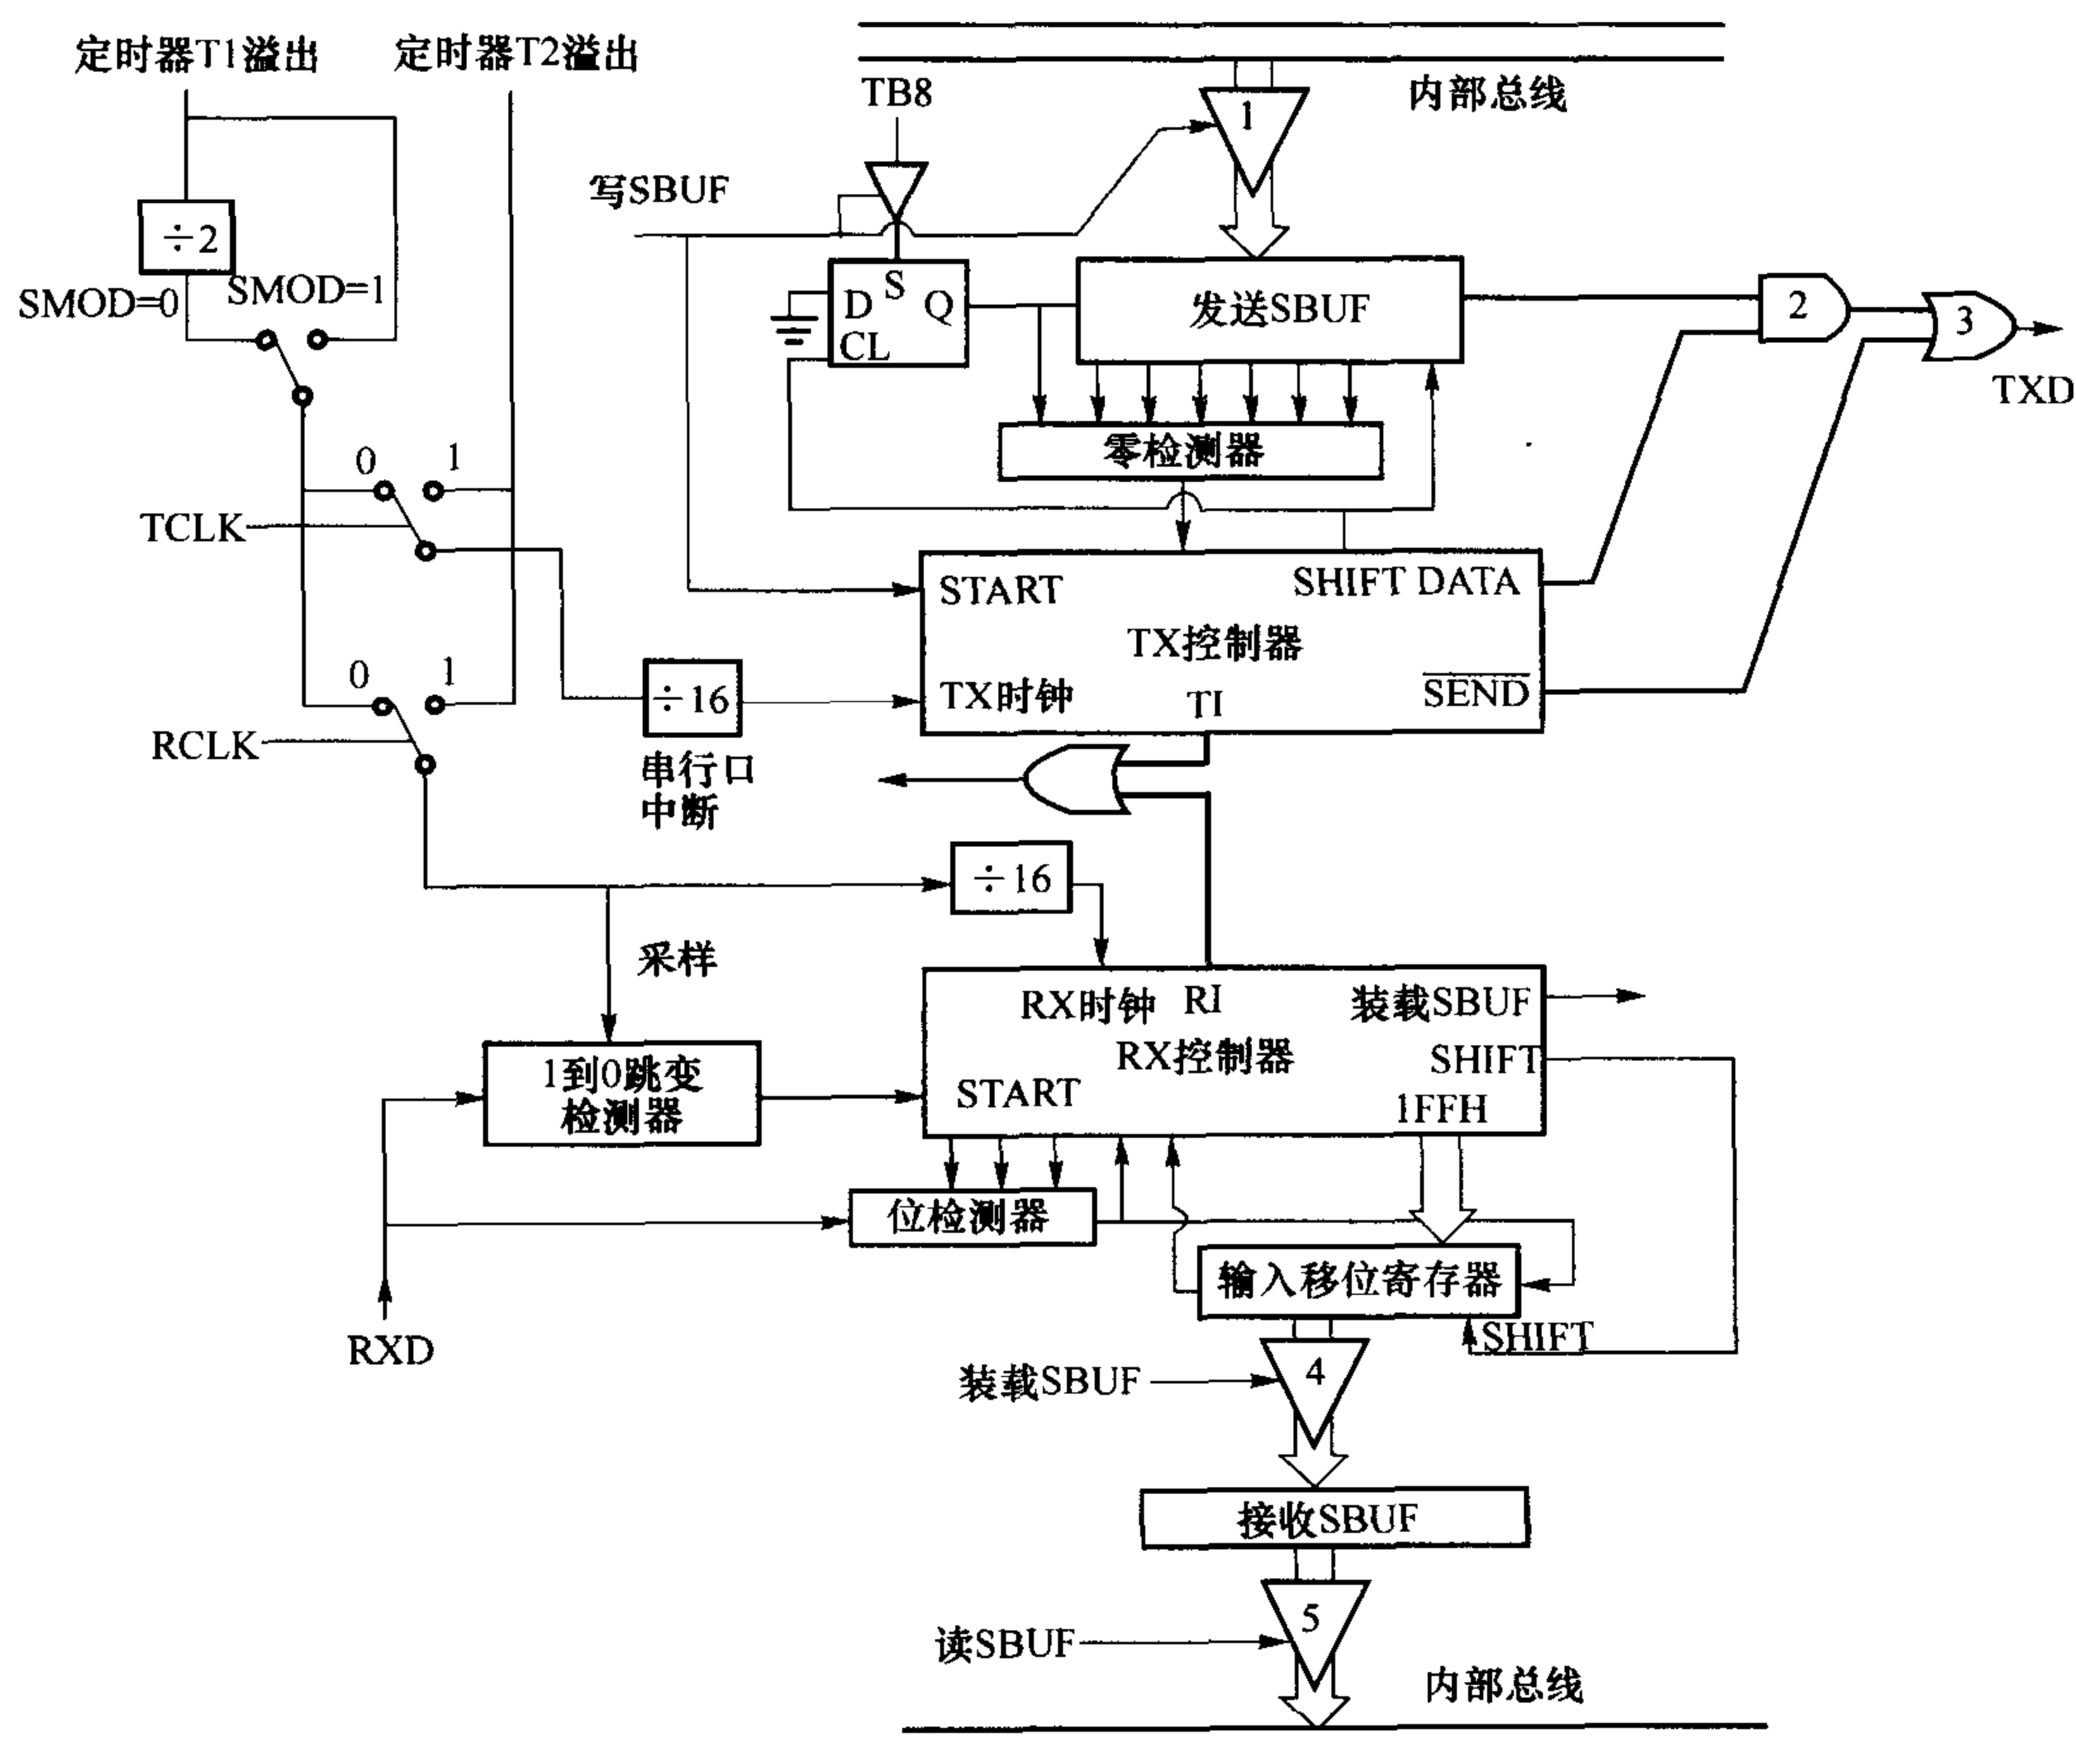 定时器T1溢出
定时器T2溢出
TB8
内部总线
1
写SBUF
÷2
SMOD=0
SMOD=1
S
D
Q
CL
发送SBUF
2
3
TXD
零检测器
0
1
TCLK
START
SHIFT DATA
TX控制器
TX时钟
TI
SEND
0
1
RCLK
÷16
串行口
中断
÷16
采样
RX时钟
RI
装载SBUF
RX控制器
SHIFT
START
1FFH
1到0跳变
检测器
位检测器
输入移位寄存器
SHIFT
RXD
装载SBUF
4
接收SBUF
5
读SBUF
内部总线